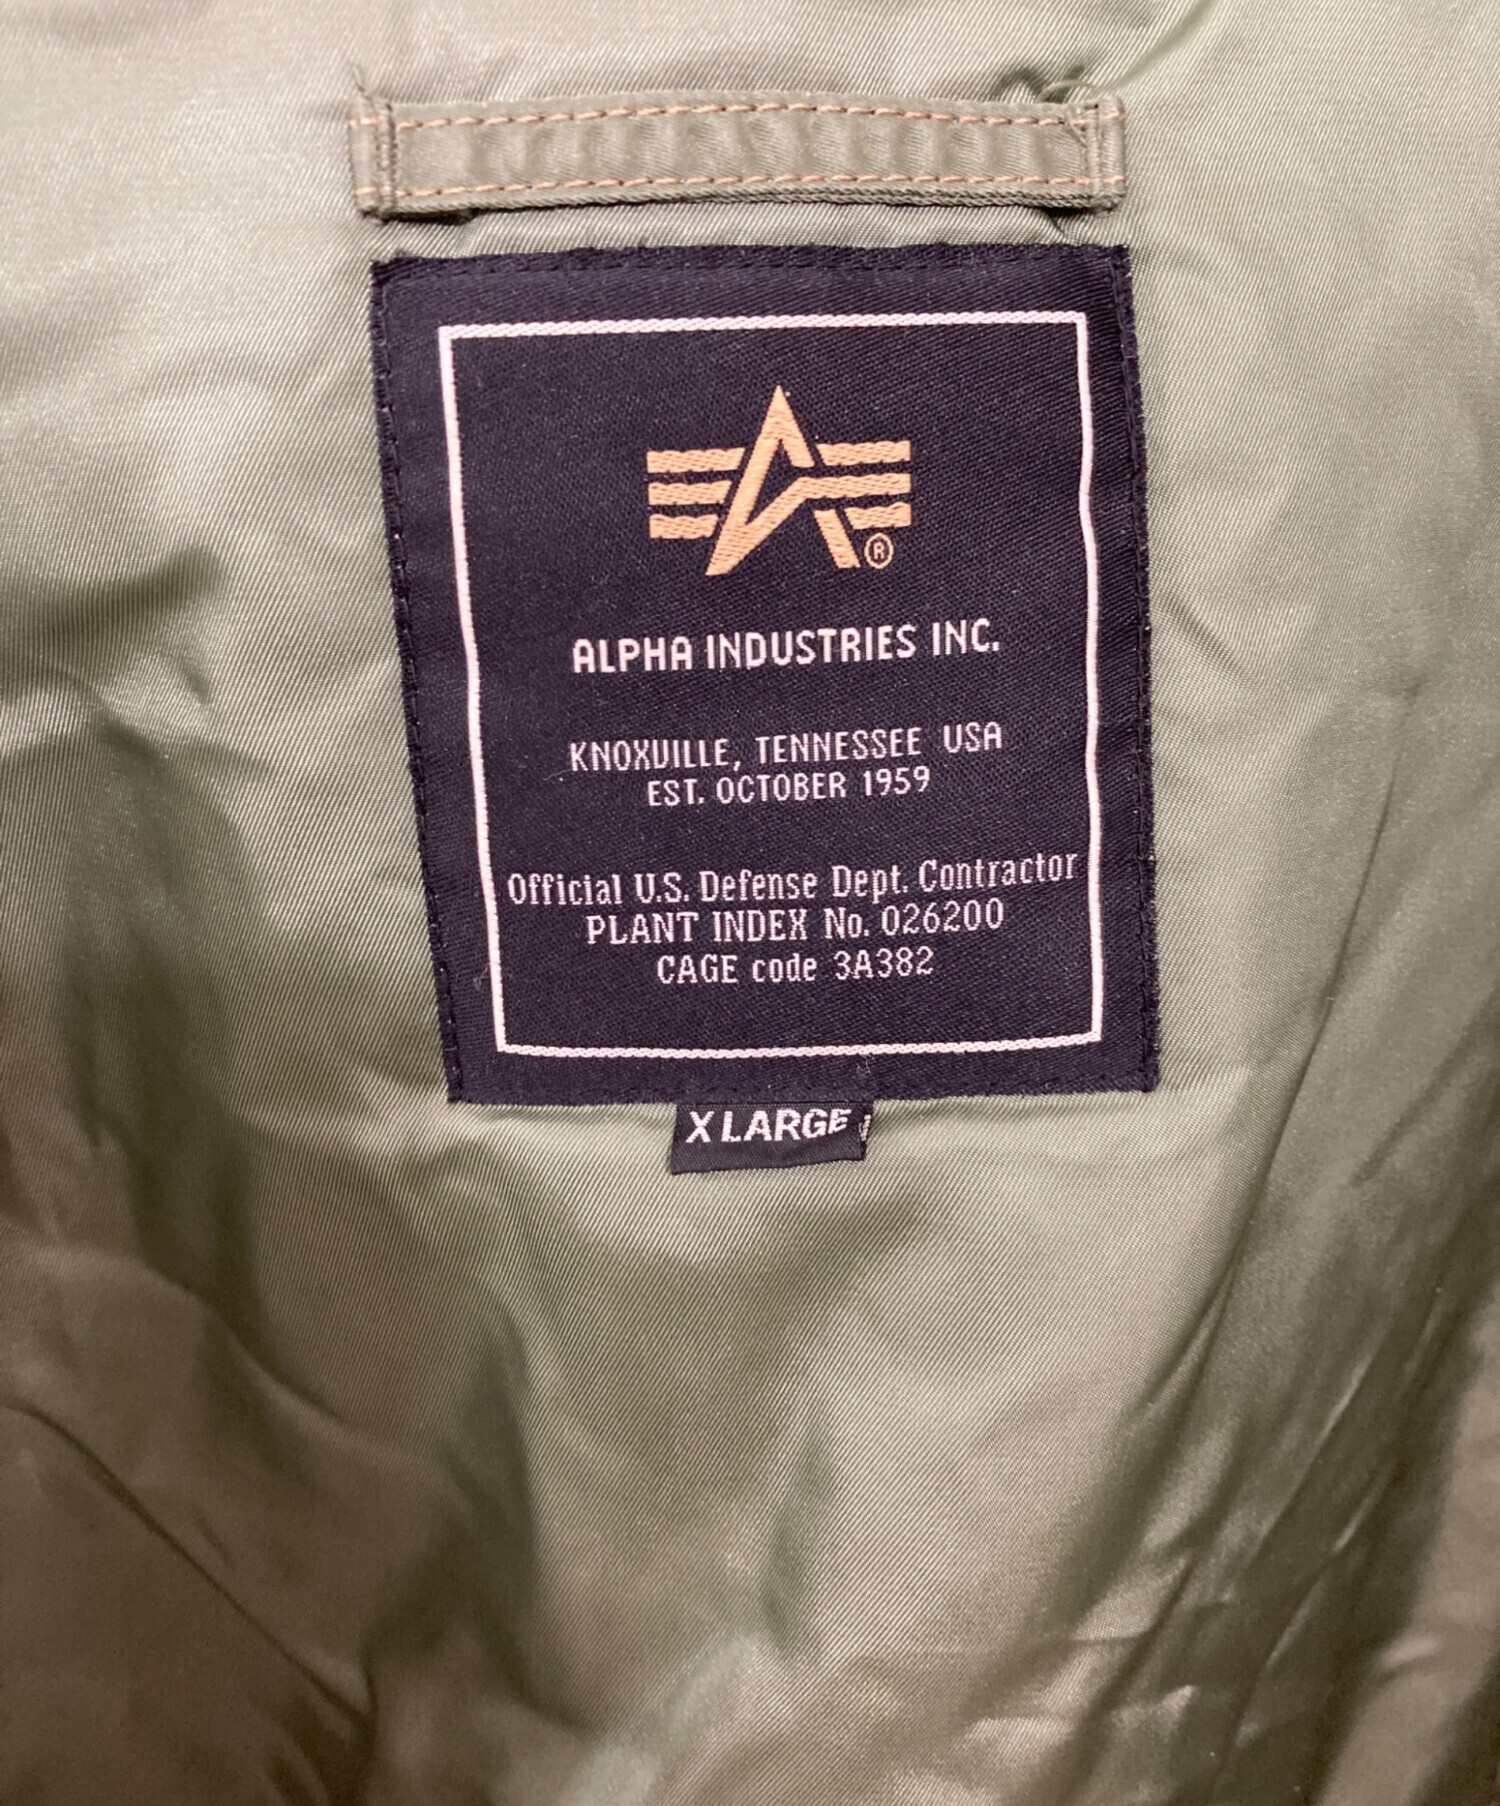 ®
ALPHA INDUSTRIES INC.
KNOXVILLE, TENNESSEE USA
EST. OCTOBER 1959
Official U.S. Defense Dept. Contractor
PLANT INDEX No. 026200
CAGE code 3A382
X LARGE